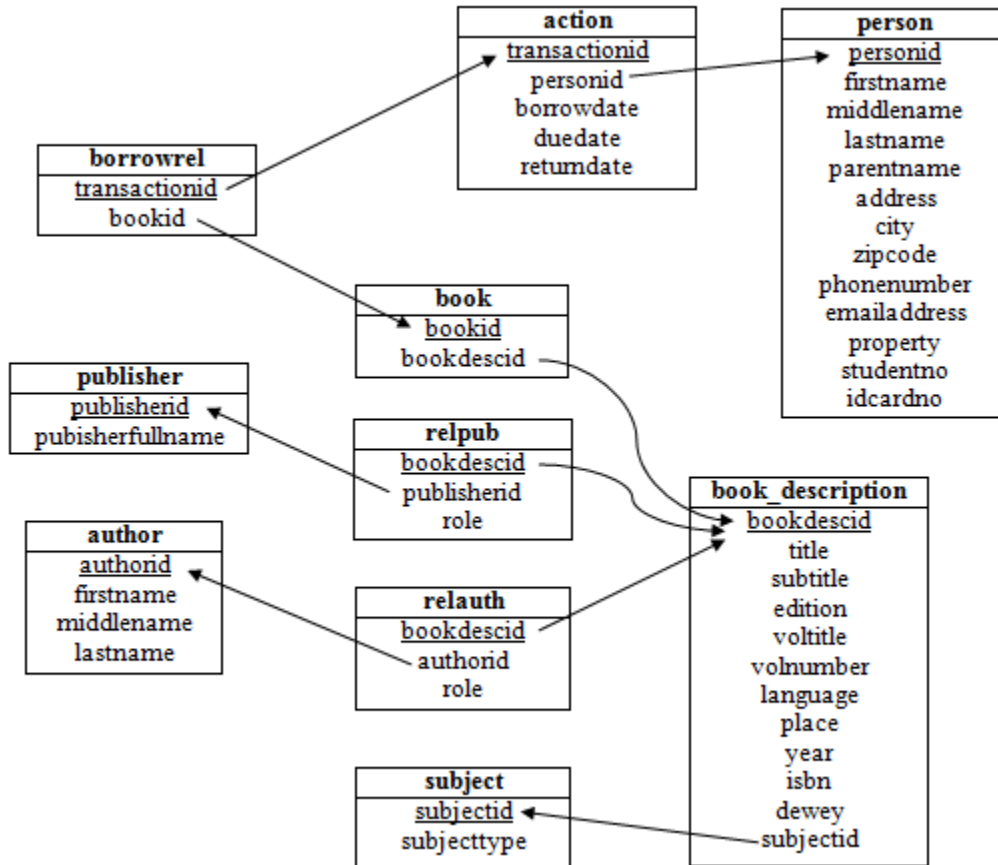 action
transactionid
personid
borrowdate
duedate
returndate
person
personid
firstname
middlename
lastname
parentname
address
city
zipcode
phonenumber
emailaddress
property
studentno
idcardno
borrowrel
transactionid
bookid
book
bookid
bookdescid
publisher
publisherid
pubisherfullname
relpub
bookdescid
publisherid
role
book_description
bookdescid
title
subtitle
edition
voltitle
volnumber
language
place
year
isbn
dewey
subjectid
author
authorid
firstname
middlename
lastname
relauth
bookdescid
authorid
role
subject
subjectid
subjecttype